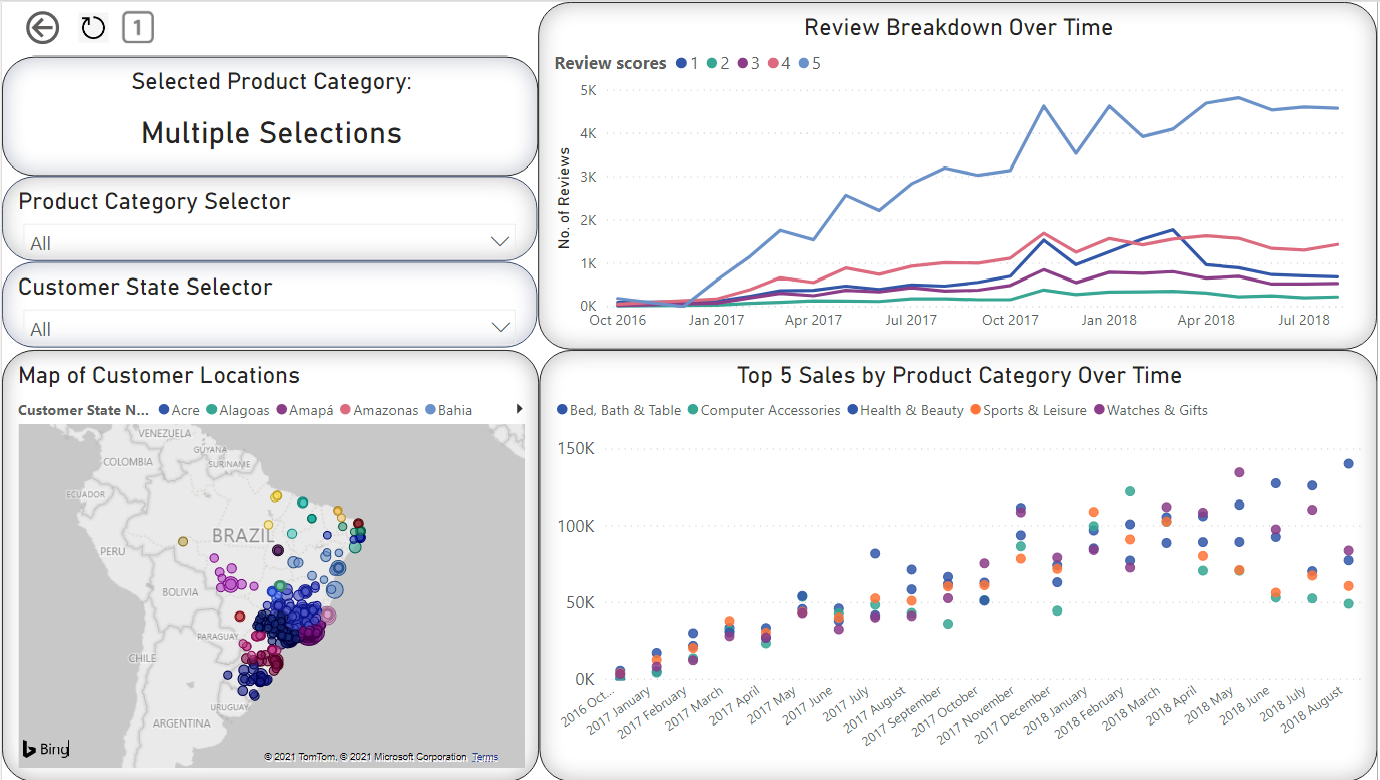 1
Selected Product Category:
Multiple Selections
Product Category Selector
All
Customer State Selector
All
Review Breakdown Over Time
Review scores 1 2 3 4 5
5K
4K
3K
2K
1K
0K
No. of Reviews
Oct 2016 Jan 2017 Apr 2017 Jul 2017 Oct 2017 Jan 2018 Apr 2018 Jul 2018
Map of Customer Locations
Customer State N... Acre Alagoas Amapá Amazonas Bahia
VENEZUELA
GUYANA
COLOMBIA
SURINAME
ECUADOR
BRAZIL
PERU
BOLIVIA
PARAGUAY
CHILE
URUGUAY
ARGENTINA
Bing
© 2021 TomTom, © 2021 Microsoft Corporation Terms
Top 5 Sales by Product Category Over Time
Bed, Bath & Table Computer Accessories Health & Beauty Sports & Leisure Watches & Gifts
150K
100K
50K
0K
2016 Oct... 2017 January 2017 February 2017 March 2017 April 2017 May 2017 June 2017 July 2017 August 2017 September 2017 October 2017 November 2017 December 2018 January 2018 February 2018 March 2018 April 2018 May 2018 June 2018 July 2018 August